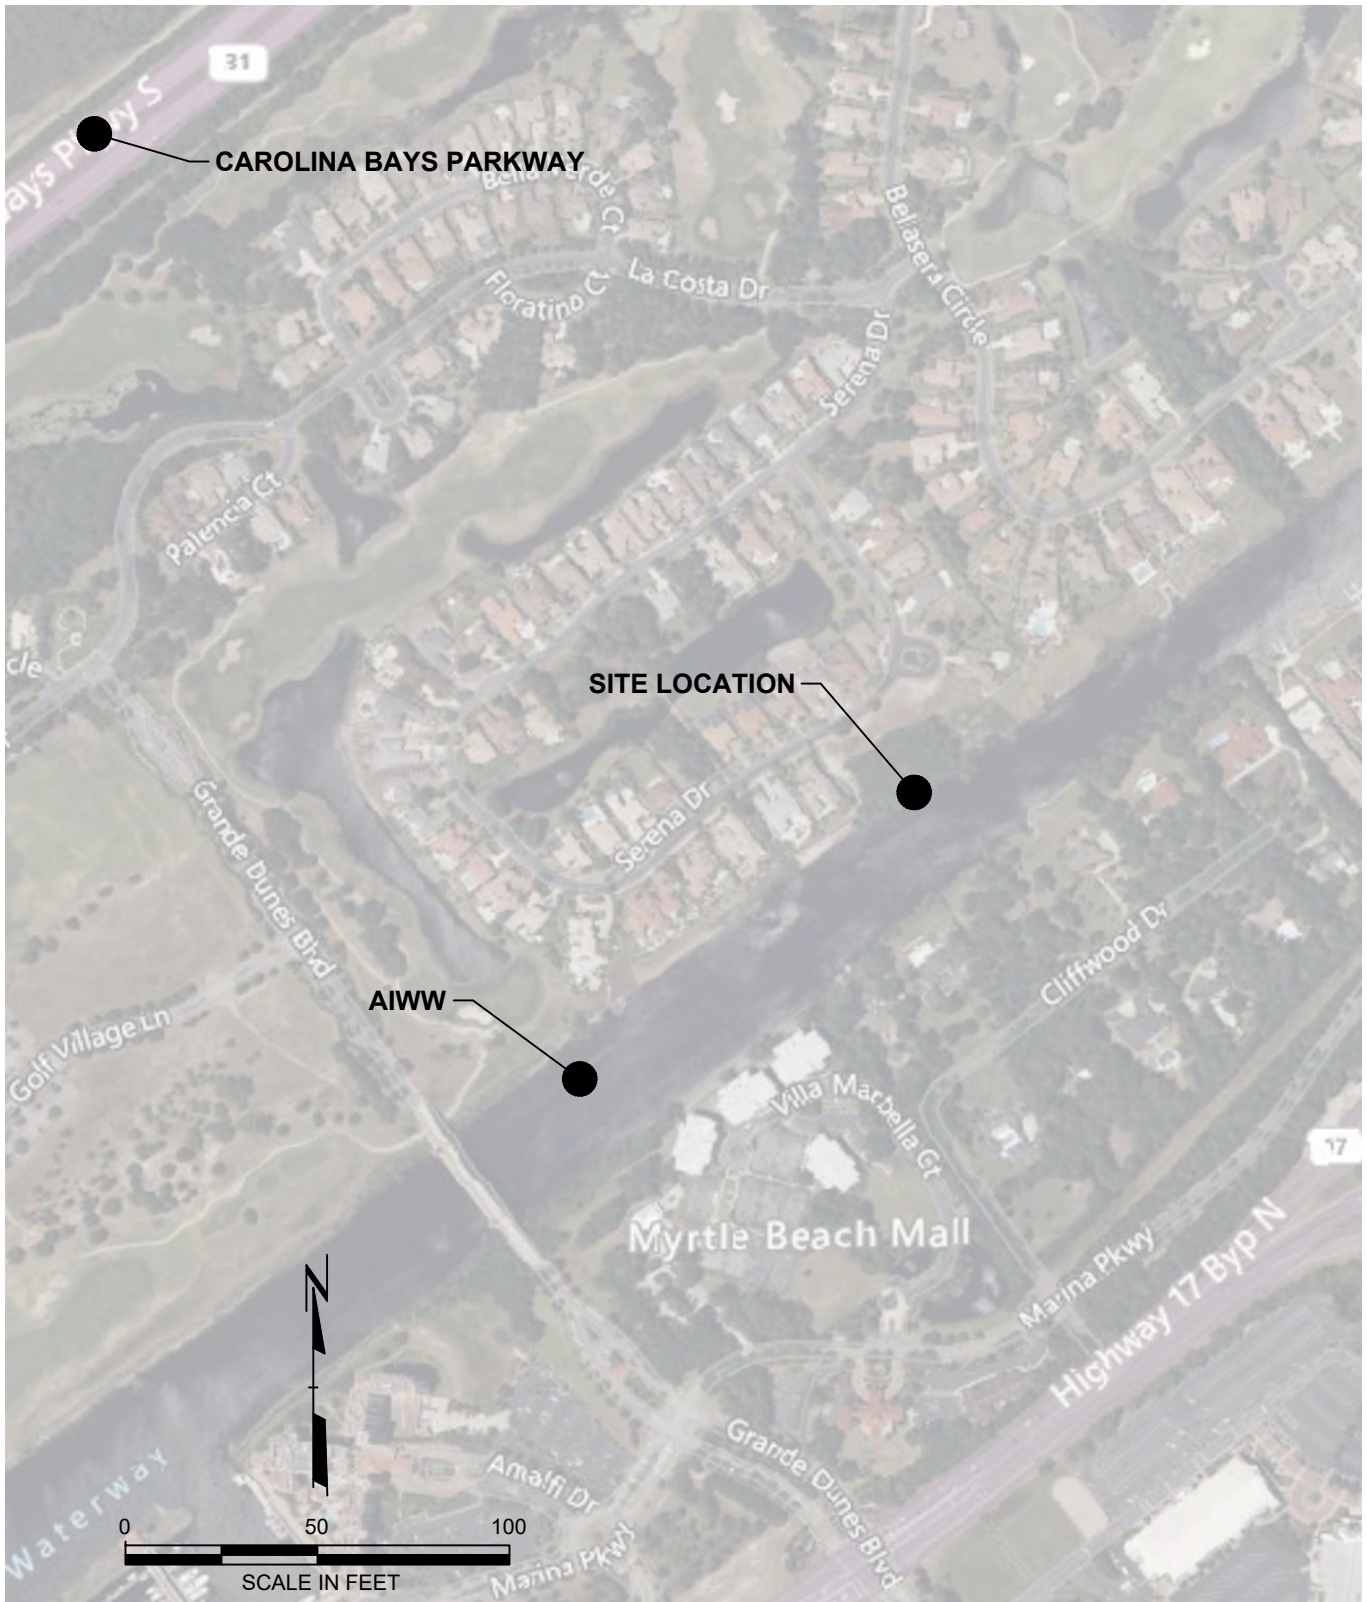 31
ays Pkwy S
CAROLINA BAYS PARKWAY
Bella Verde Ct
Bellasera Circle
La Costa Dr
Floratino Ct
Serena Dr
Palencia Ct
cle
SITE LOCATION
Grande Dunes Blvd
Serena Dr
Cliffwood Dr
AIWW
Golf Village Ln
Villa Marbella Ct
17
Myrtle Beach Mall
Marina Pkwy
Highway 17 Byp N
N
Grande Dunes Blvd
Amalfi Dr
Waterway
Marina Pkwy
0 50 100
SCALE IN FEET